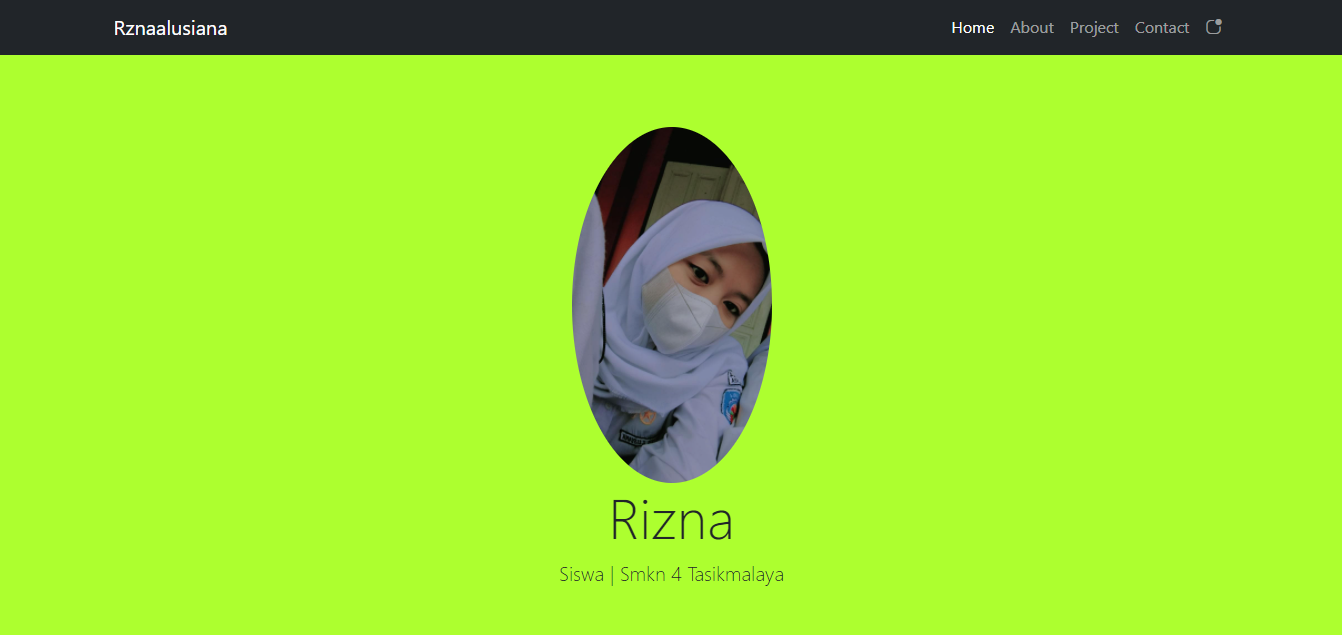 Rznaalusiana
Home About Project Contact
Rizna
Siswa | Smkn 4 Tasikmalaya